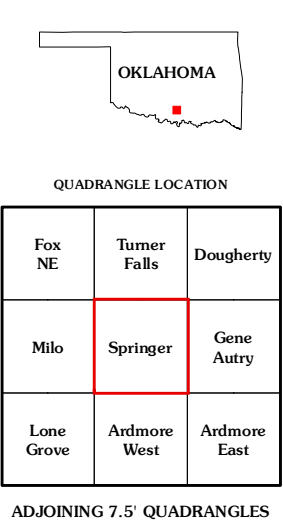 OKLAHOMA
QUADRANGLE LOCATION
Fox
NE
Turner
Falls
Dougherty
Milo
Springer
Gene
Autry
Lone
Grove
Ardmore
West
Ardmore
East
ADJOINING 7.5' QUADRANGLES